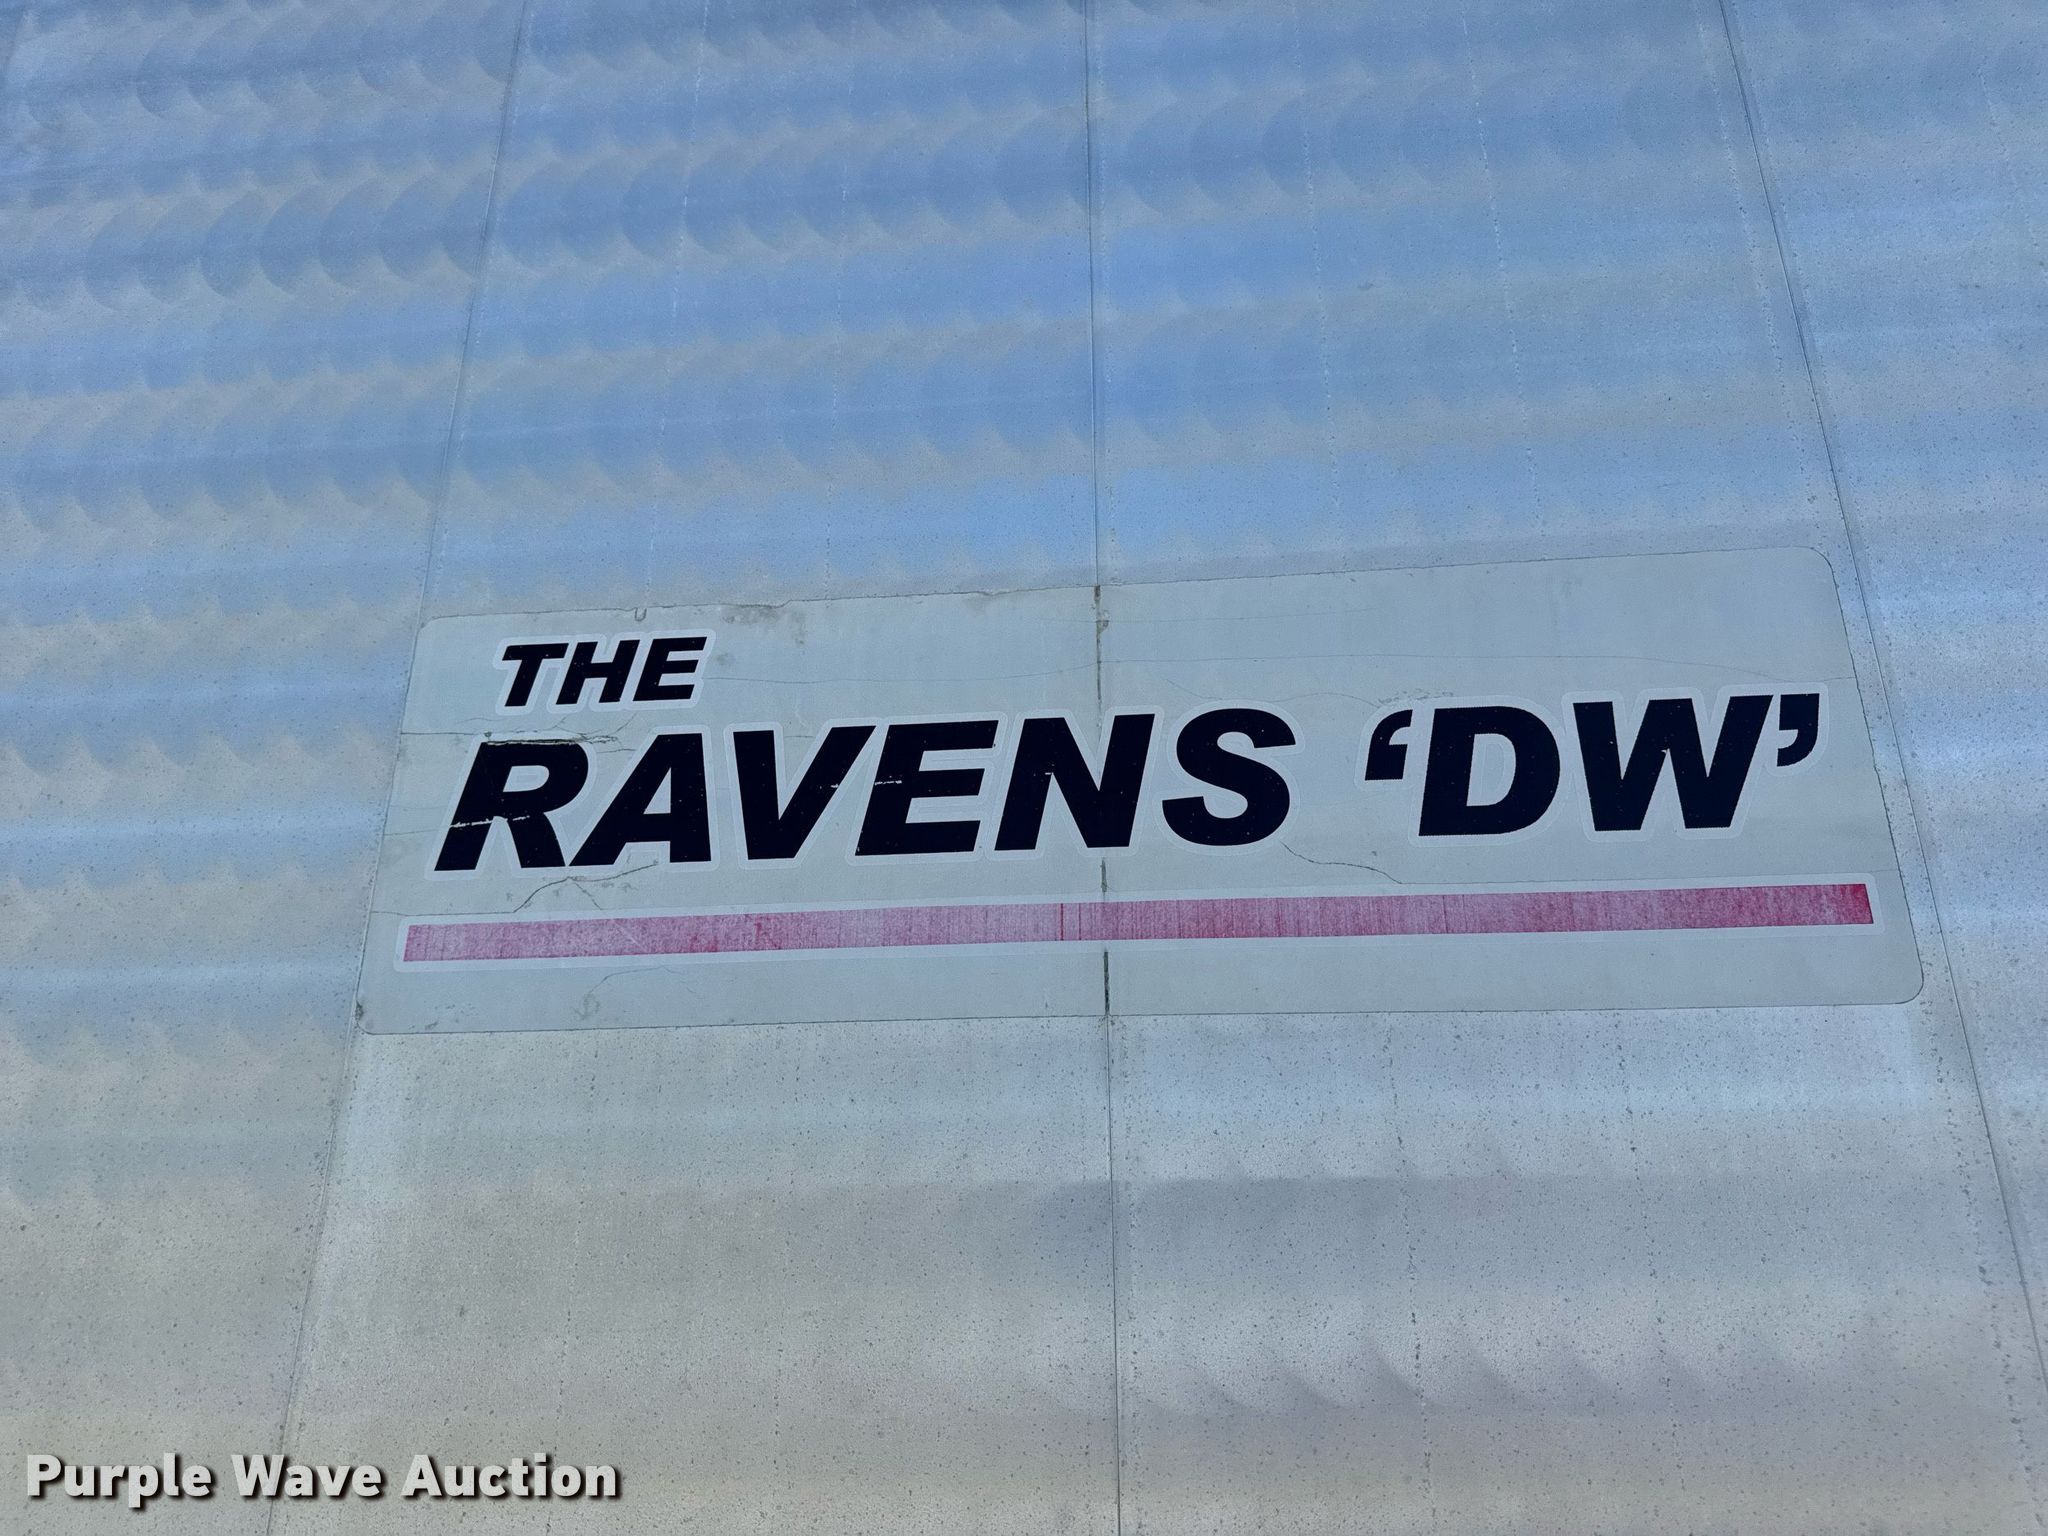 THE
RAVENS ‘DW’
Purple Wave Auction